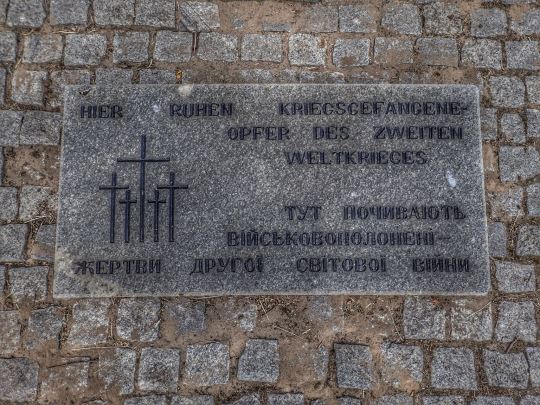 HIER RUHEN KRIEGSGEFANGENE-
OPFER DES ZWEITEN
WELTKRIEGES
ТУТ ПОЧИВАЮТЬ
ВІЙСЬКОВОПОЛОНЕНІ—
ЖЕРТВИ ДРУГОЇ СВІТОВОЇ ВІЙНИ